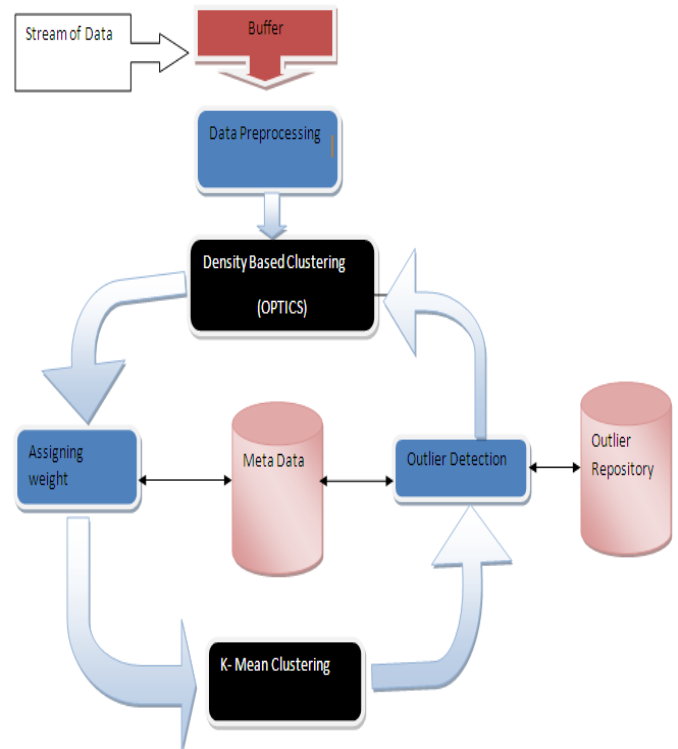 Stream of Data
Buffer
Data Preprocessing
Density Based Clustering
(OPTICS)
Assigning
weight
Meta Data
Outlier Detection
Outlier
Repository
K- Mean Clustering